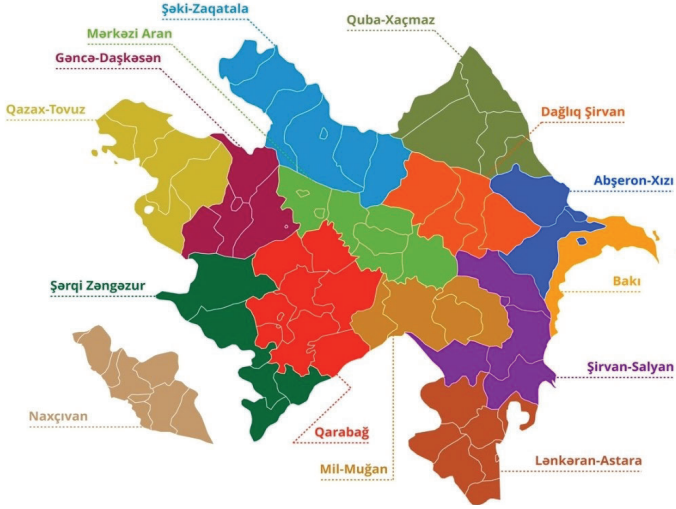 Şəki-Zaqatala
Quba-Xaçmaz
Mərkəzi Aran
Gəncə-Daşkəsən
Qazax-Tovuz
Dağlıq Şirvan
Abşeron-Xızı
Şərqi Zəngəzur
Bakı
Şirvan-Salyan
Naxçıvan
Qarabağ
Mil-Muğan
Lənkəran-Astara